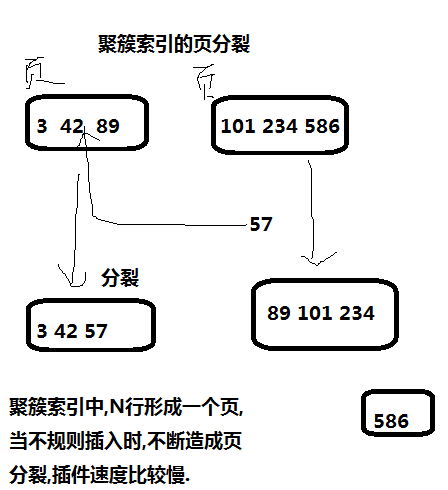 聚簇索引的页分裂
页 页
3 42 89 101 234 586
57
分裂
3 42 57 89 101 234
586
聚簇索引中,N行形成一个页,
当不规则插入时,不断造成页
分裂,插件速度比较慢.